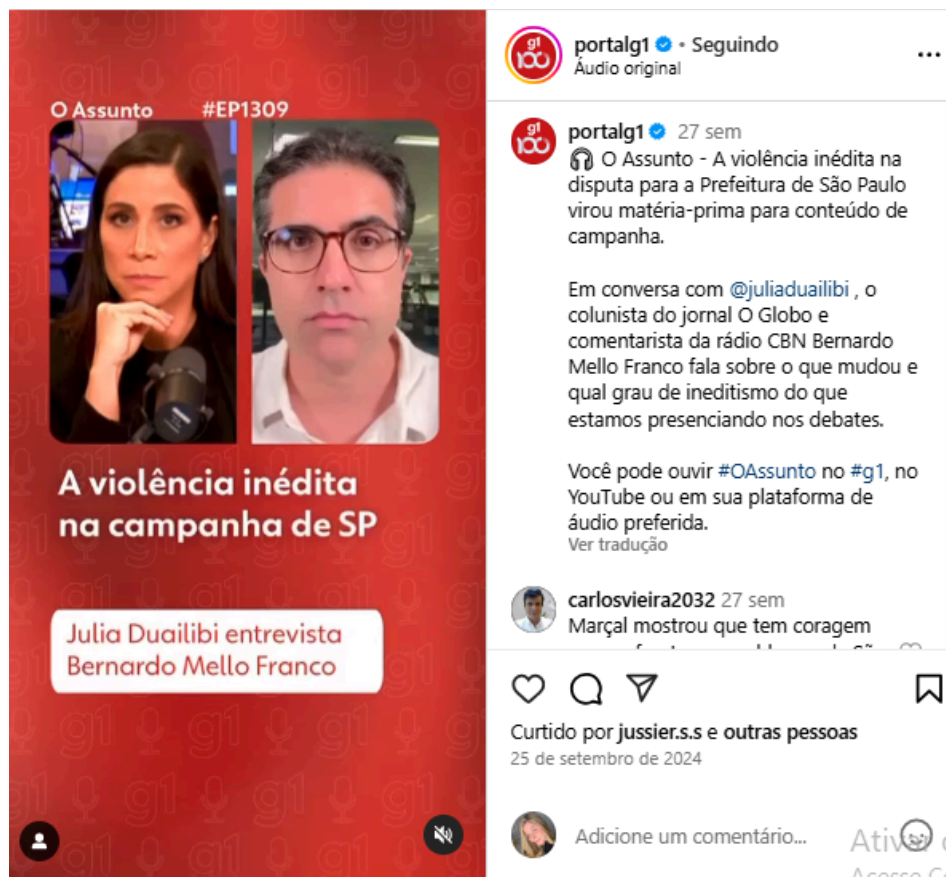 O Assunto #EP1309
A violência inédita
na campanha de SP
Julia Duailibi entrevista
Bernardo Mello Franco
g1
100
portalg1 • Seguindo
Áudio original
g1
100
portalg1 27 sem
O Assunto - A violência inédita na
disputa para a Prefeitura de São Paulo
virou matéria-prima para conteúdo de
campanha.
Em conversa com @juliaduailibi , o
colunista do jornal O Globo e
comentarista da rádio CBN Bernardo
Mello Franco fala sobre o que mudou e
qual grau de ineditismo do que
estamos presenciando nos debates.
Você pode ouvir #OAssunto no #g1, no
YouTube ou em sua plataforma de
áudio preferida.
Ver tradução
carlosvieira2032 27 sem
Marçal mostrou que tem coragem
Curtido por jussier.s.s e outras pessoas
25 de setembro de 2024
Adicione um comentário...